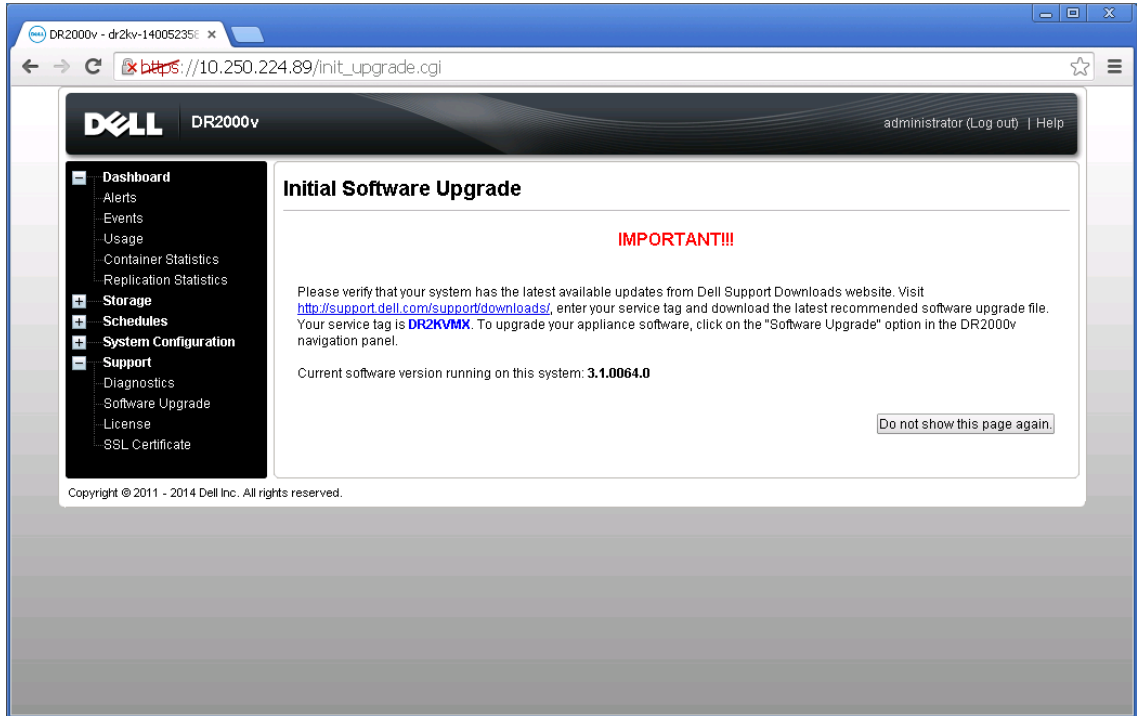 DR2000v - dr2kv-140052358
https://10.250.224.89/init_upgrade.cgi
DELL DR2000v
administrator (Log out) | Help
Dashboard
Alerts
Events
Usage
Container Statistics
Replication Statistics
Storage
Schedules
System Configuration
Support
Diagnostics
Software Upgrade
License
SSL Certificate
Initial Software Upgrade
IMPORTANT!!!
Please verify that your system has the latest available updates from Dell Support Downloads website. Visit
http://support.dell.com/support/downloads/, enter your service tag and download the latest recommended software upgrade file.
Your service tag is DR2KVMX. To upgrade your appliance software, click on the "Software Upgrade" option in the DR2000v
navigation panel.
Current software version running on this system: 3.1.0064.0
Do not show this page again.
Copyright © 2011 - 2014 Dell Inc. All rights reserved.